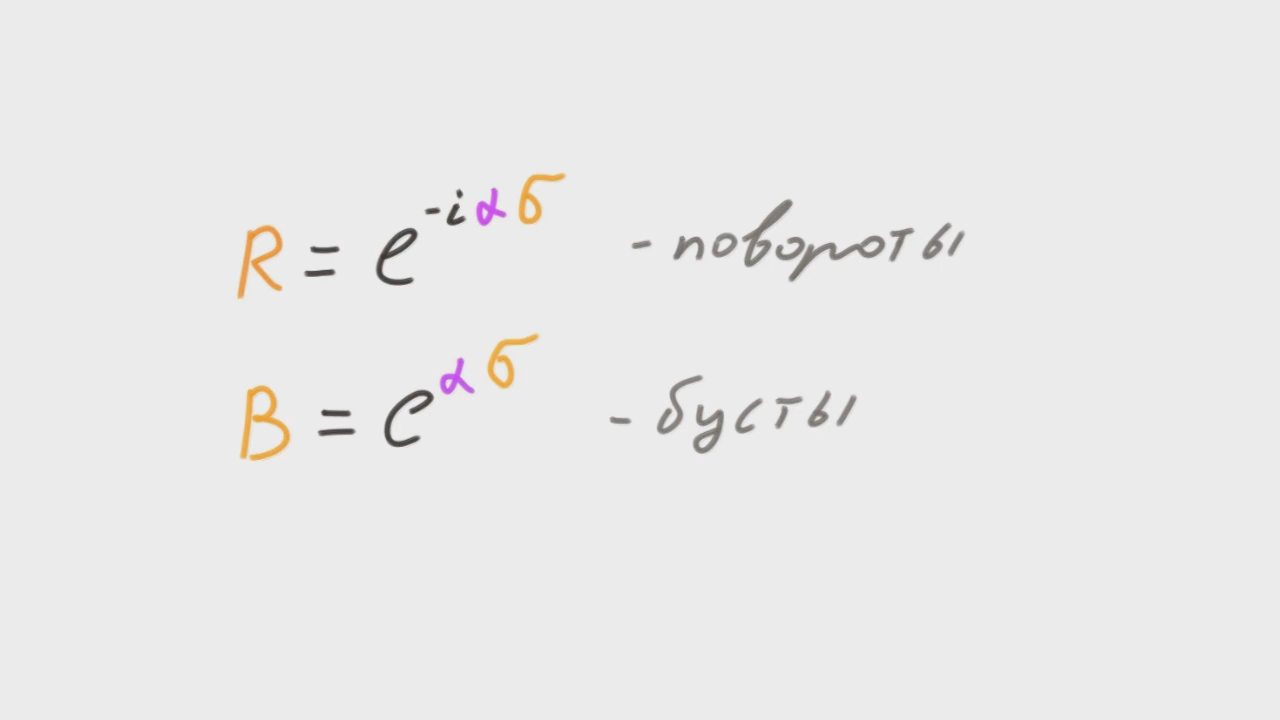 R = e^{-iασ} - повороты
B = e^{ασ} - бусты